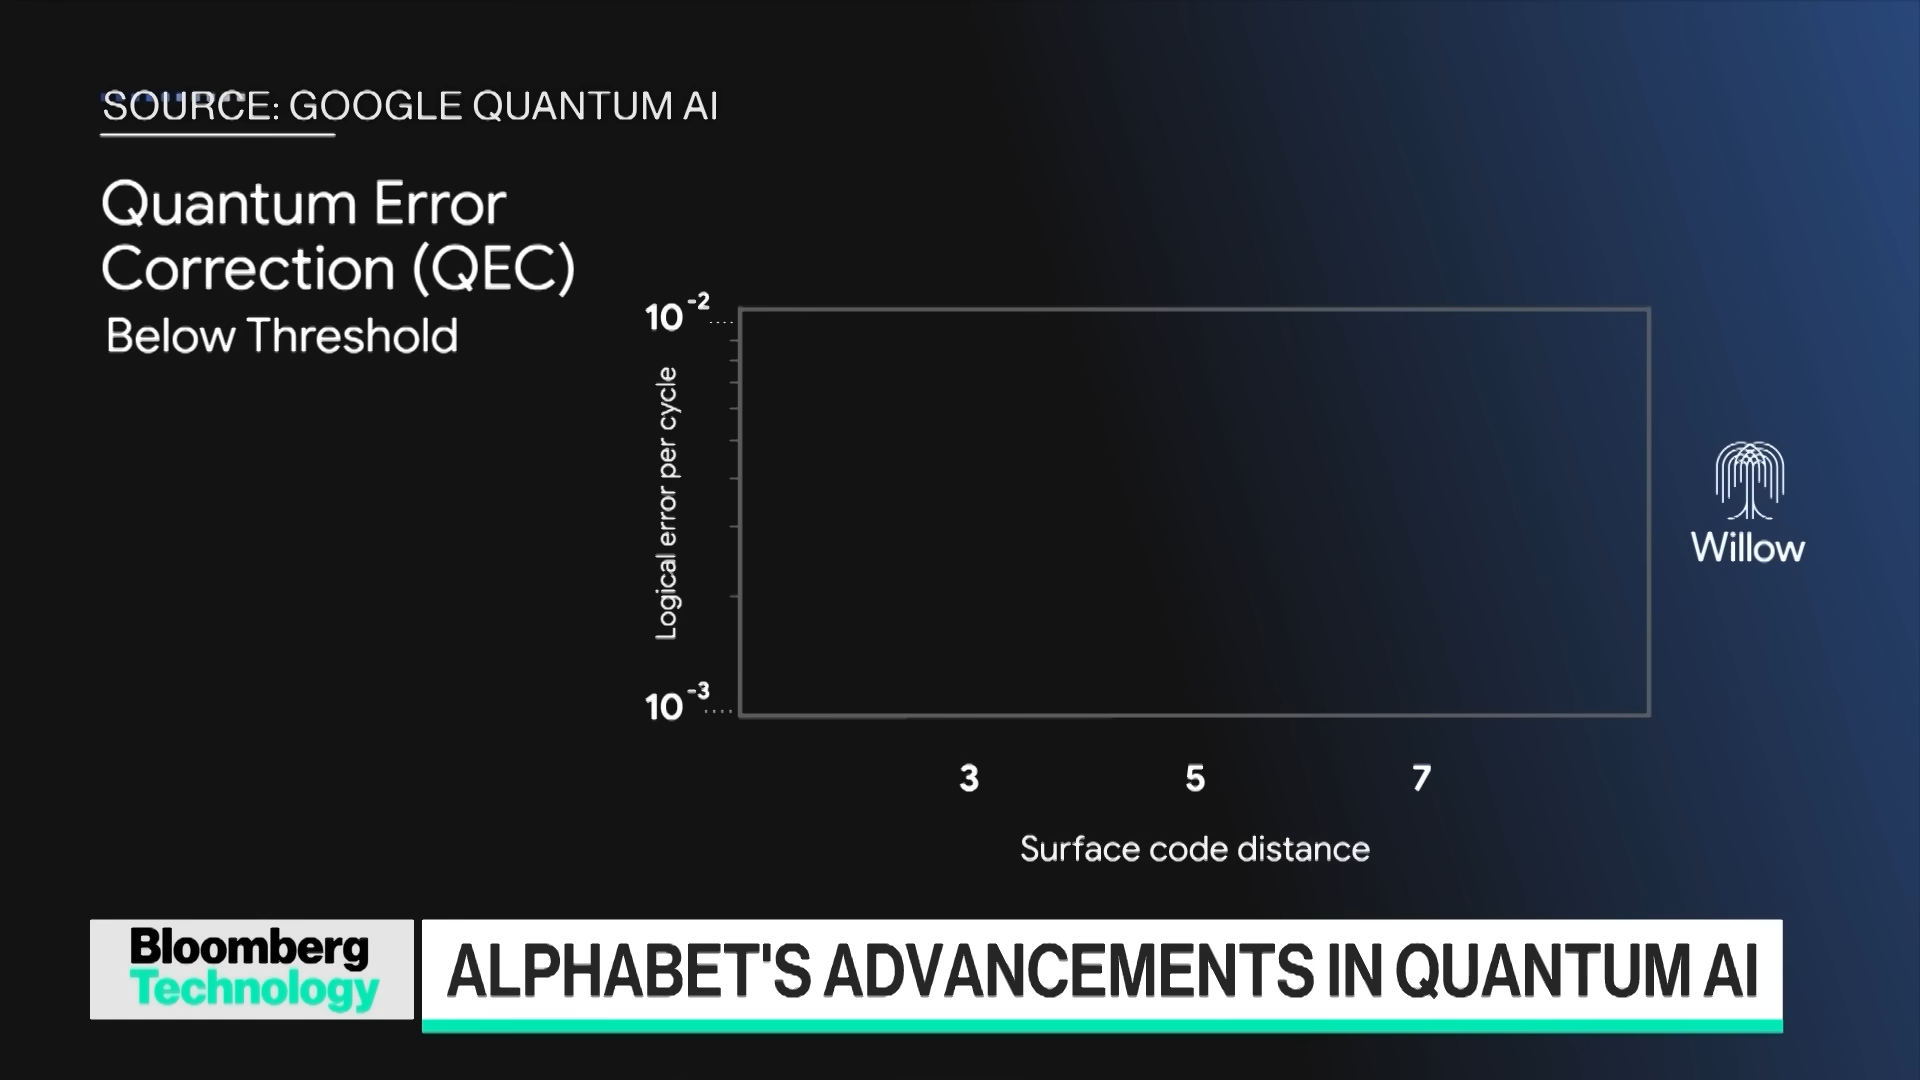 SOURCE: GOOGLE QUANTUM AI
Quantum Error
Correction (QEC)
Below Threshold
10⁻²
Logical error per cycle
10⁻³
3 5 7
Surface code distance
Willow
Bloomberg
Technology
ALPHABET'S ADVANCEMENTS IN QUANTUM AI